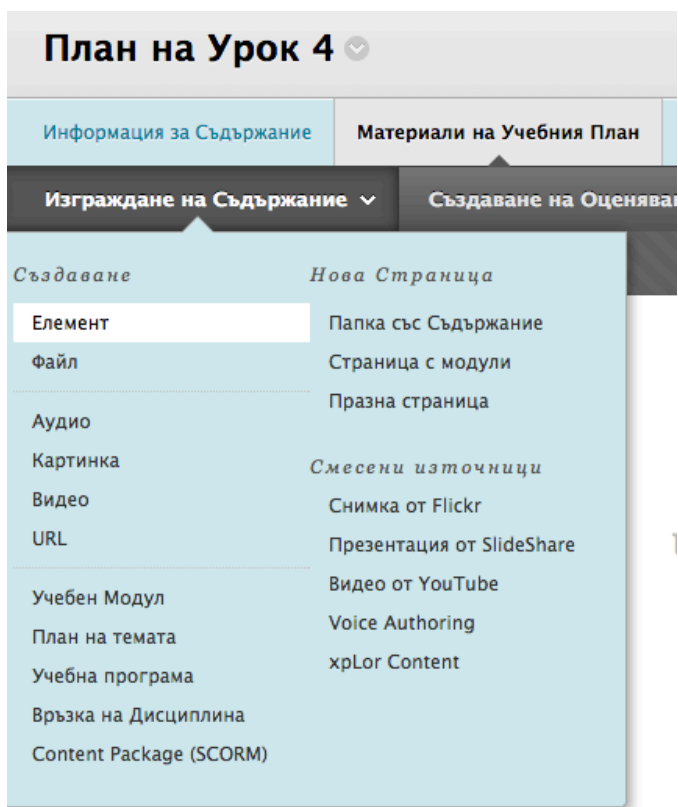 План на Урок 4
Информация за Съдържание
Материали на Учебния План
Изграждане на Съдържание
Създаване на
Създаване
Елемент
Файл
Аудио
Картинка
Видео
URL
Учебен Модул
План на темата
Учебна програма
Връзка на Дисциплина
Content Package (SCORM)
Нова Страница
Папка със Съдържание
Страница с модули
Празна страница
Смесени източници
Снимка от Flickr
Презентация от SlideShare
Видео от YouTube
Voice Authoring
xpLor Content